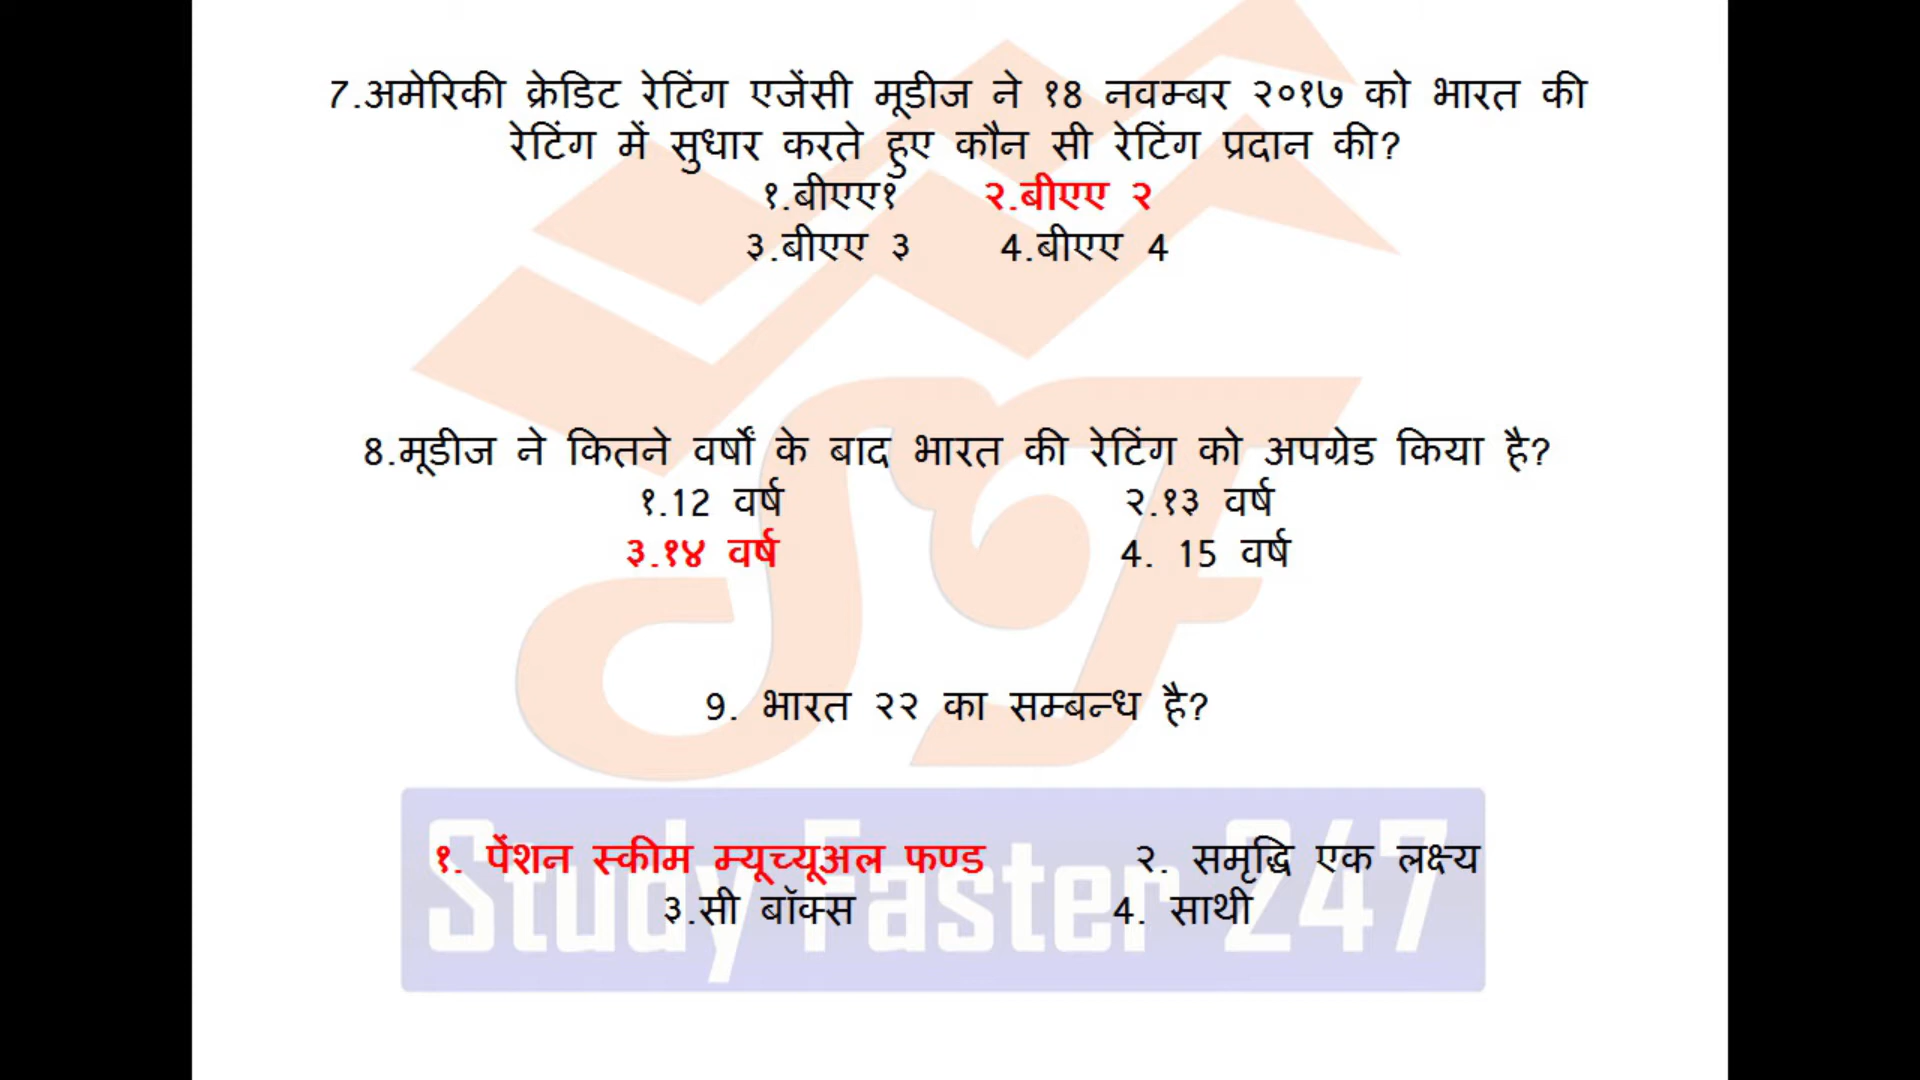 7.अमेरिकी क्रेडिट रेटिंग एजेंसी मूडीज ने १8 नवम्बर २०१७ को भारत की
रेटिंग में सुधार करते हुए कौन सी रेटिंग प्रदान की?
१.बीएए१ २.बीएए २
३.बीएए ३ 4.बीएए 4
8.मूडीज ने कितने वर्षों के बाद भारत की रेटिंग को अपग्रेड किया है?
१.12 वर्ष २.१३ वर्ष
३.१४ वर्ष 4. 15 वर्ष
9. भारत २२ का सम्बन्ध है?
१. पेंशन स्कीम म्यूच्यूअल फण्ड २. समृद्धि एक लक्ष्य
३.सी बॉक्स 4. साथी
SF
Study Faster 247